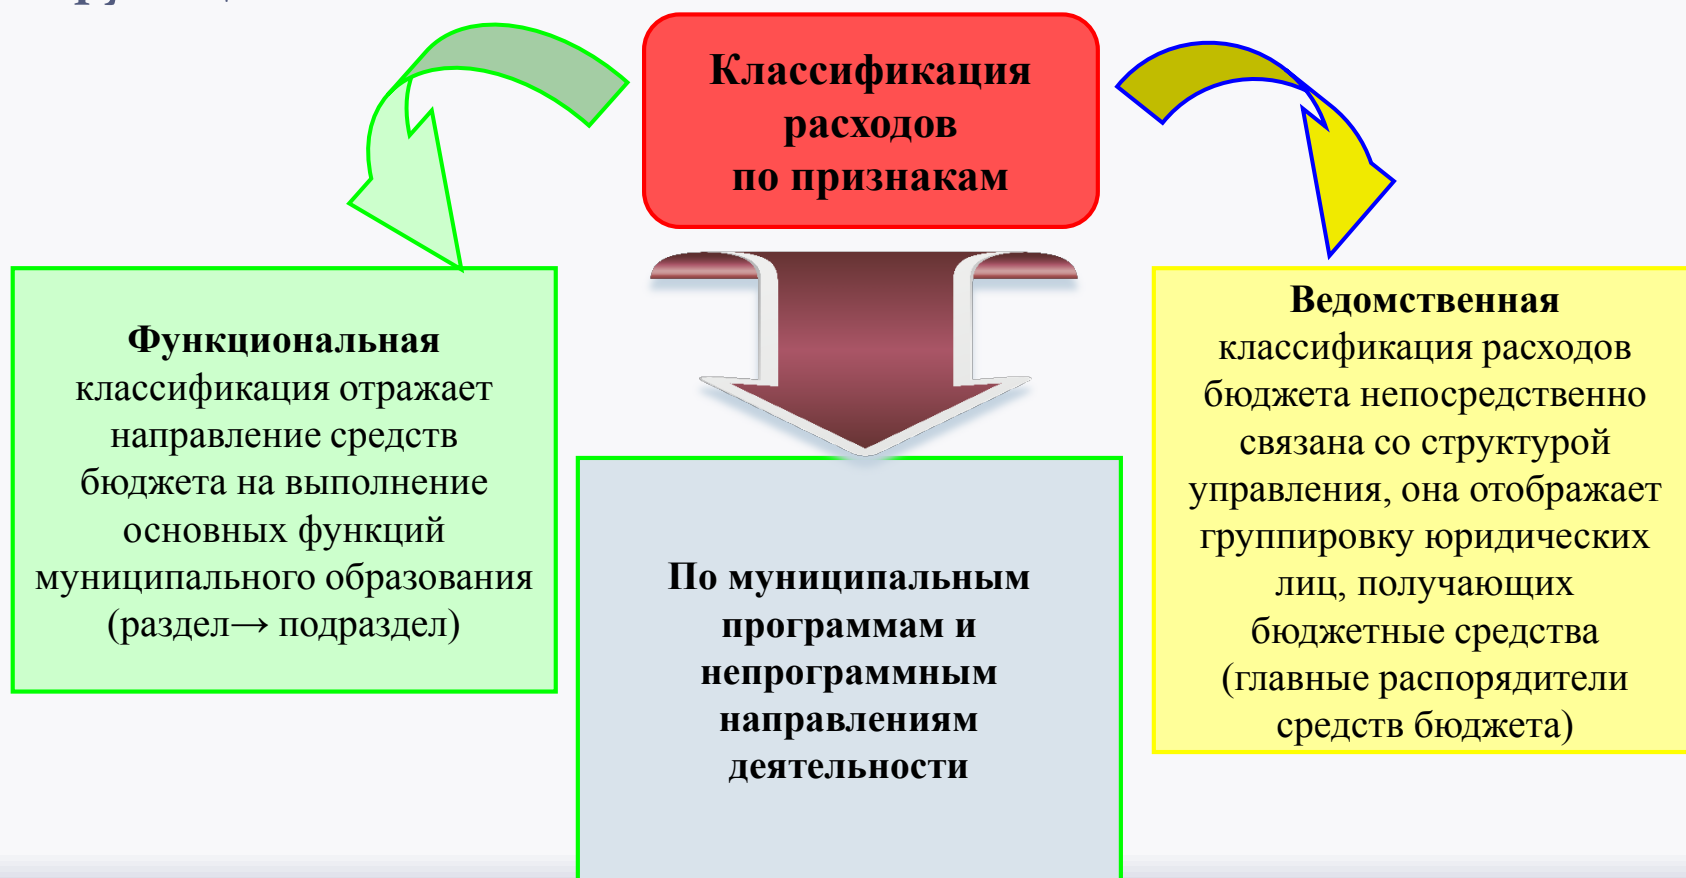 Классификация
расходов
по признакам
Функциональная
классификация отражает
направление средств
бюджета на выполнение
основных функций
муниципального образования
(раздел→ подраздел)
По муниципальным
программам и
непрограммным
направлениям
деятельности
Ведомственная
классификация расходов
бюджета непосредственно
связана со структурой
управления, она отображает
группировку юридических
лиц, получающих
бюджетные средства
(главные распорядители
средств бюджета)